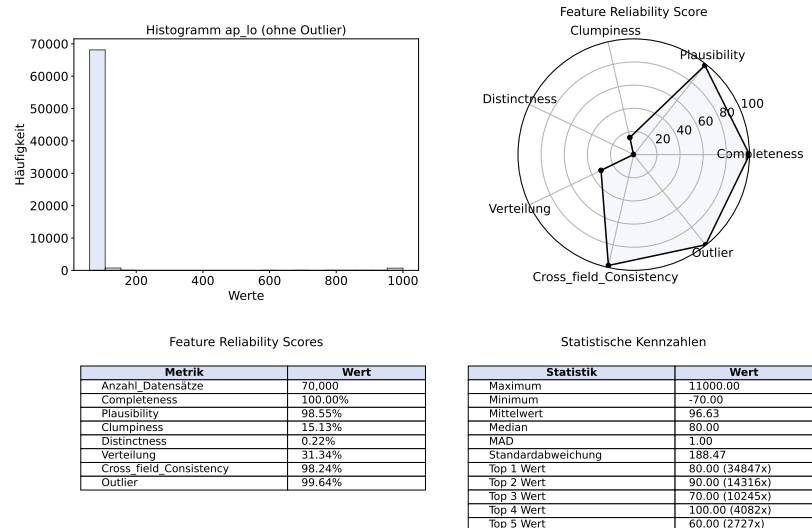 Histogramm ap_lo (ohne Outlier)
70000
60000
50000
40000
30000
20000
10000
0
Häufigkeit
200
400
600
800
1000
Werte
Feature Reliability Score
Clumpiness
Plausibility
Distinctness
100
80
60
40
20
Completeness
Verteilung
Outlier
Cross_field_Consistency
Feature Reliability Scores
Metrik Wert
Anzahl_Datensätze 70,000
Completeness 100.00%
Plausibility 98.55%
Clumpiness 15.13%
Distinctness 0.22%
Verteilung 31.34%
Cross_field_Consistency 98.24%
Outlier 99.64%
Statistische Kennzahlen
Statistik Wert
Maximum 11000.00
Minimum -70.00
Mittelwert 96.63
Median 80.00
MAD 1.00
Standardabweichung 188.47
Top 1 Wert 80.00 (34847x)
Top 2 Wert 90.00 (14316x)
Top 3 Wert 70.00 (10245x)
Top 4 Wert 100.00 (4082x)
Top 5 Wert 60.00 (2727x)